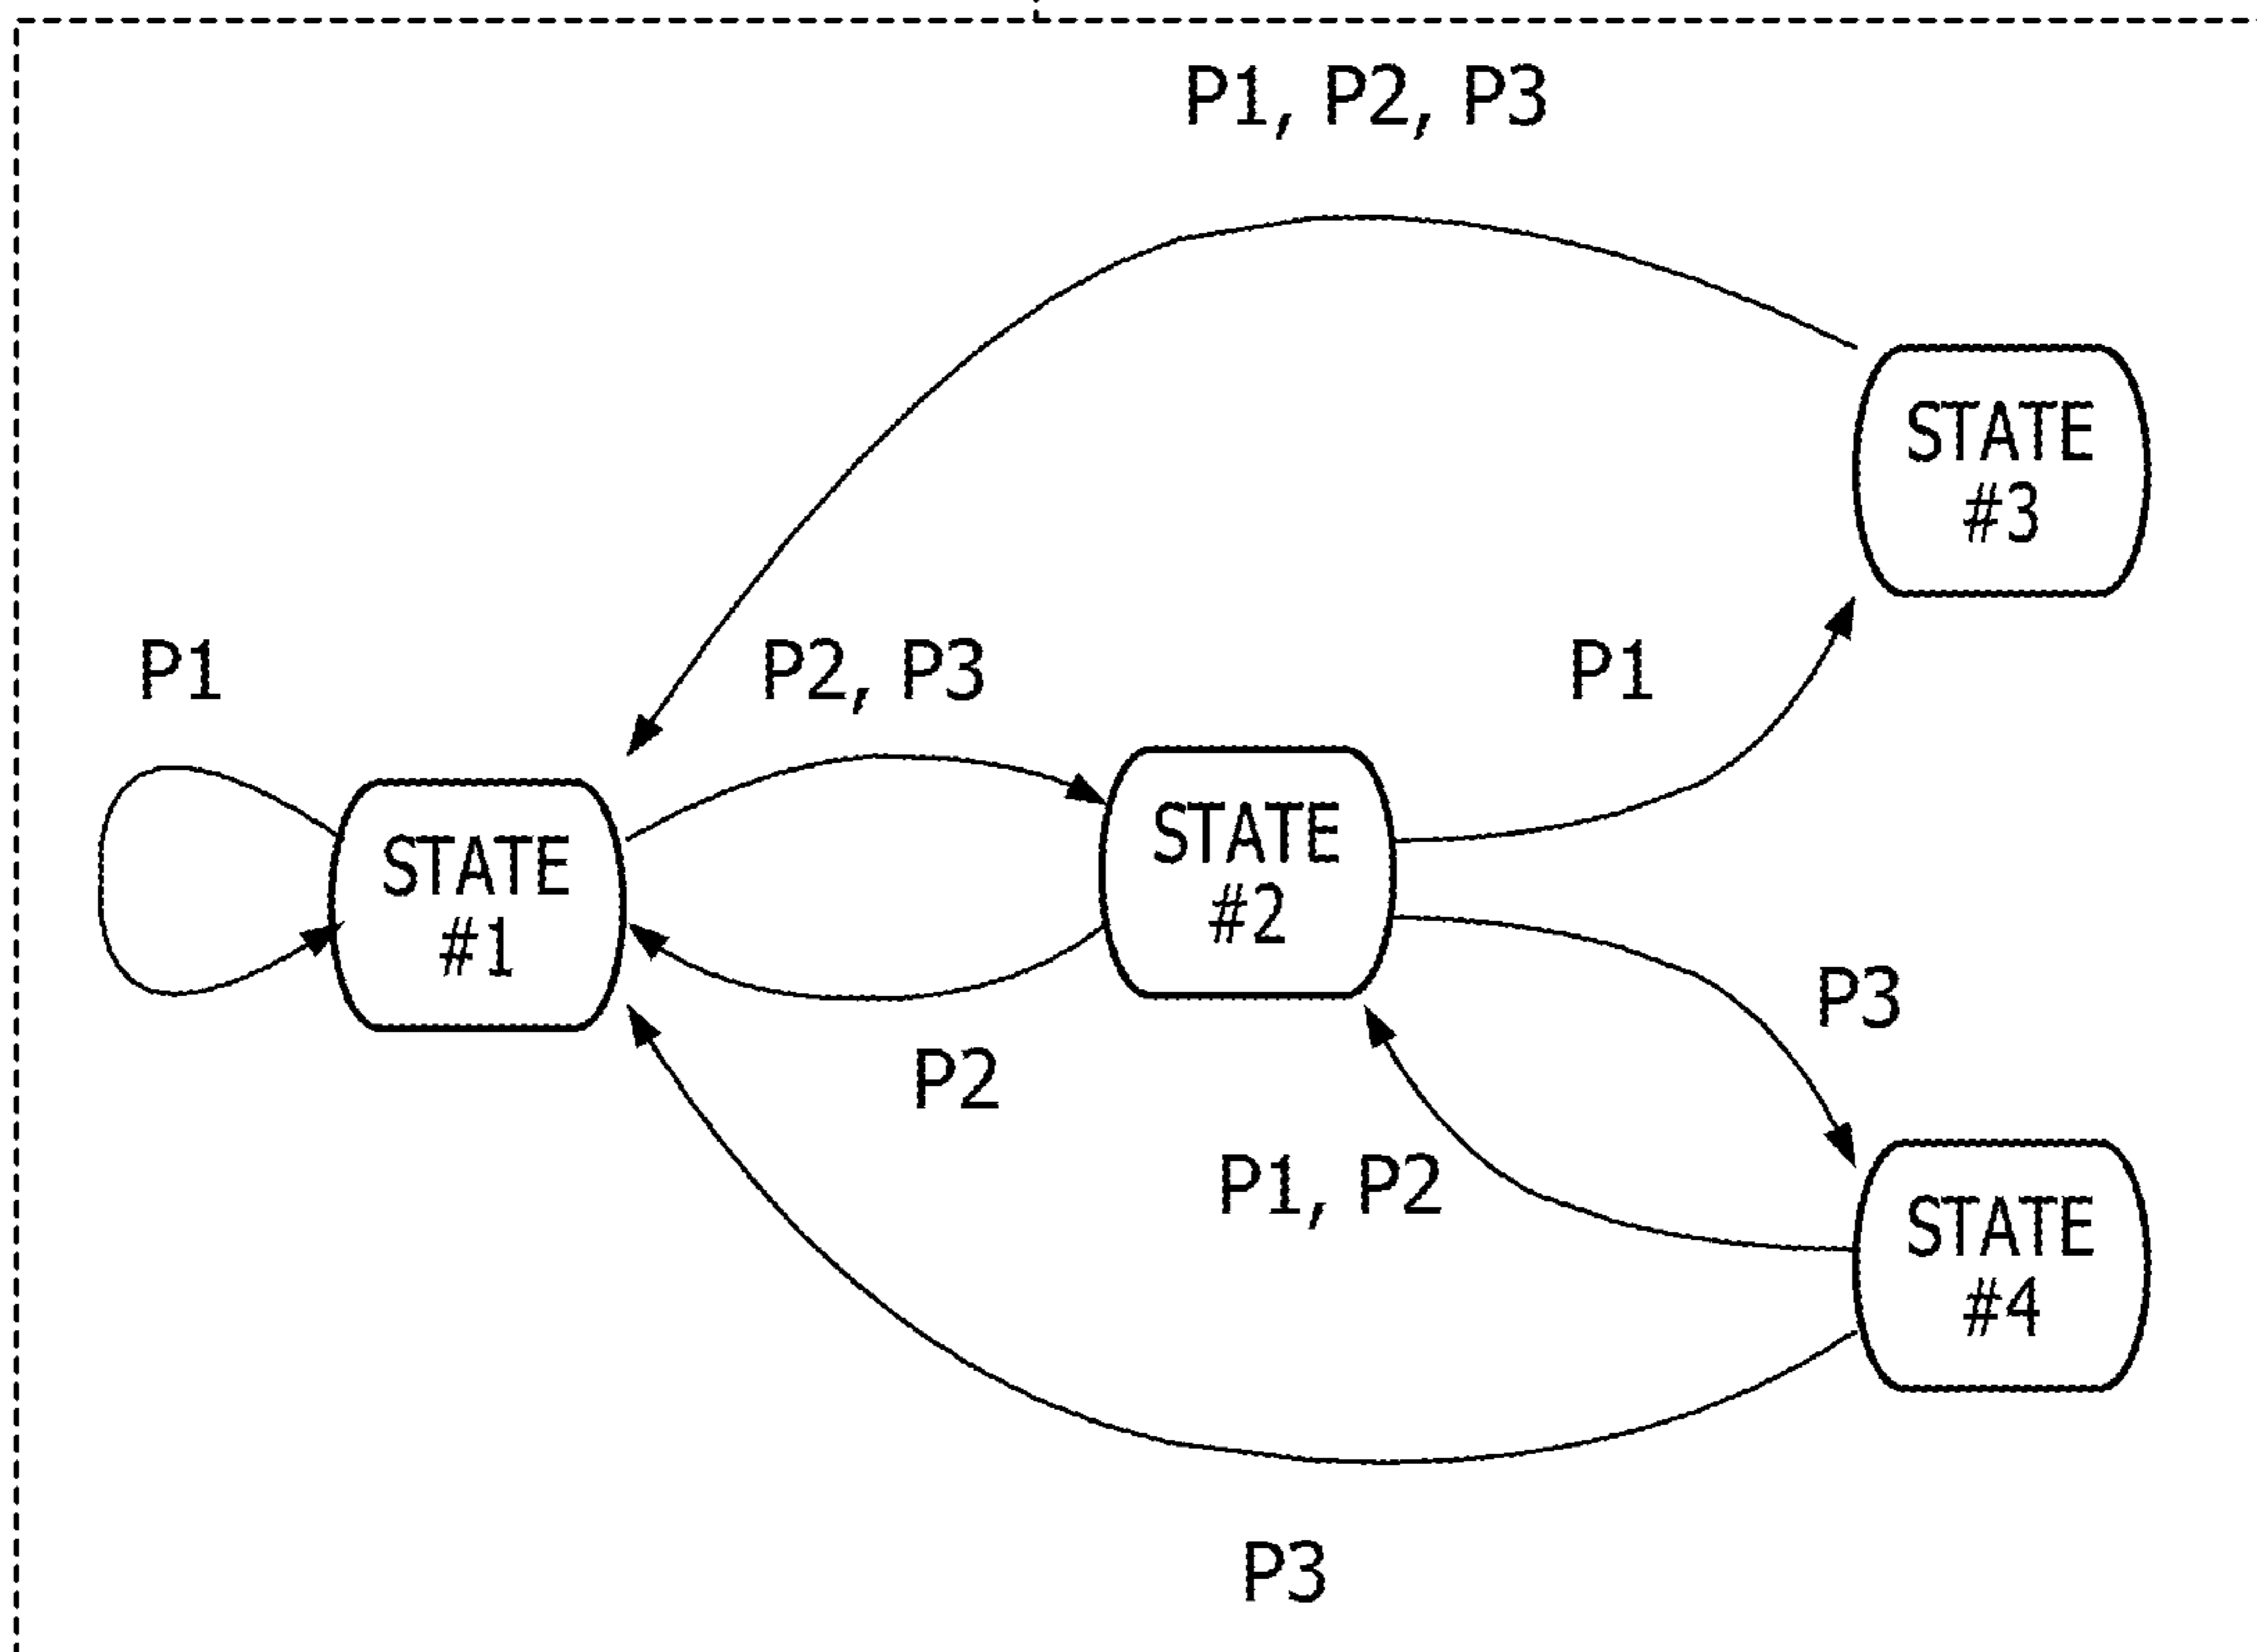 P1, P2, P3
STATE
#3
P1
P2, P3
P1
STATE
#1
STATE
#2
P2
P3
P1, P2
STATE
#4
P3